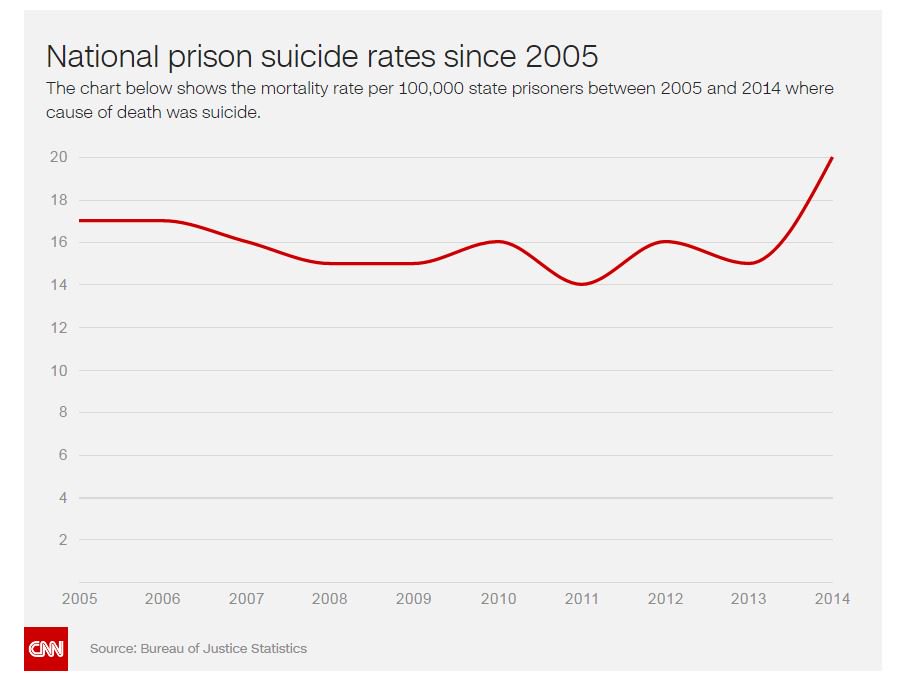 National prison suicide rates since 2005
The chart below shows the mortality rate per 100,000 state prisoners between 2005 and 2014 where
cause of death was suicide.
20
18
16
14
12
10
8
6
4
2
2005 2006 2007 2008 2009 2010 2011 2012 2013 2014
CNN Source: Bureau of Justice Statistics